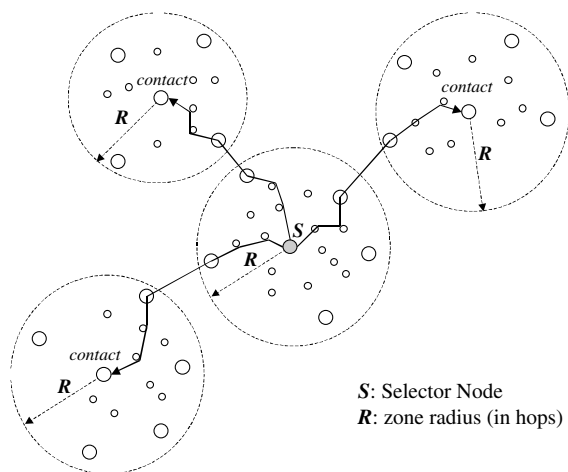 contact
R
contact
R
S
R
contact
R
S: Selector Node
R: zone radius (in hops)